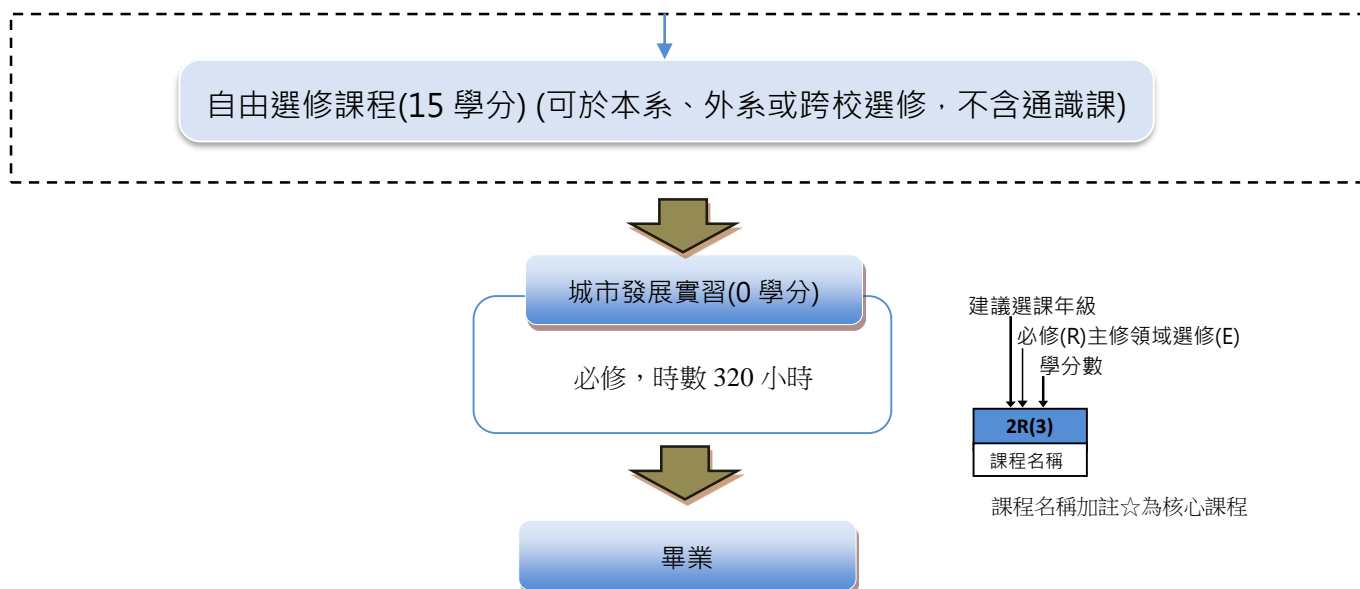 自由選修課程(15 學分) (可於本系、外系或跨校選修，不含通識課)
城市發展實習(0 學分)
必修，時數 320 小時
畢業
建議選課年級
必修(R)主修領域選修(E)
學分數
2R(3)
課程名稱
課程名稱加註☆為核心課程